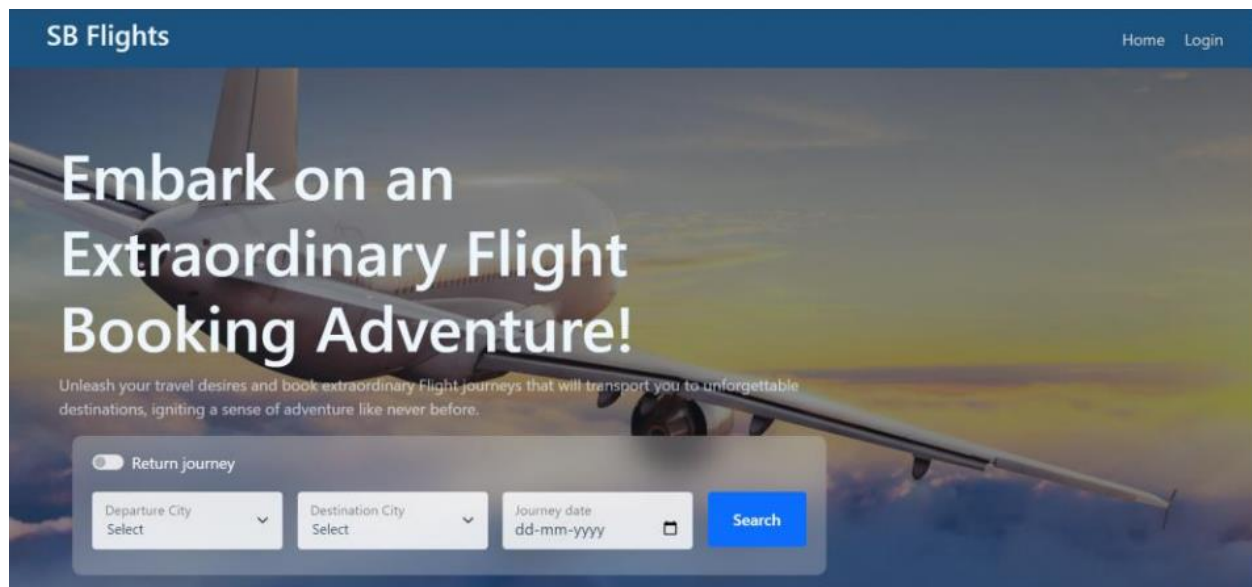 SB Flights
Home Login
Embark on an
Extraordinary Flight
Booking Adventure!
Unleash your travel desires and book extraordinary Flight journeys that will transport you to unforgettable
destinations, igniting a sense of adventure like never before.
Return journey
Departure City
Select
Destination City
Select
Journey date
dd-mm-yyyy
Search